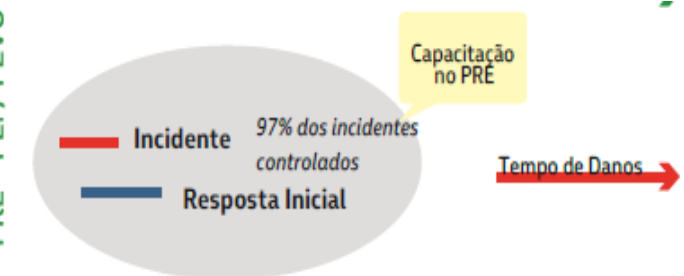 Capacitação
no PRE
Incidente
97% dos incidentes
controlados
Resposta Inicial
Tempo de Danos